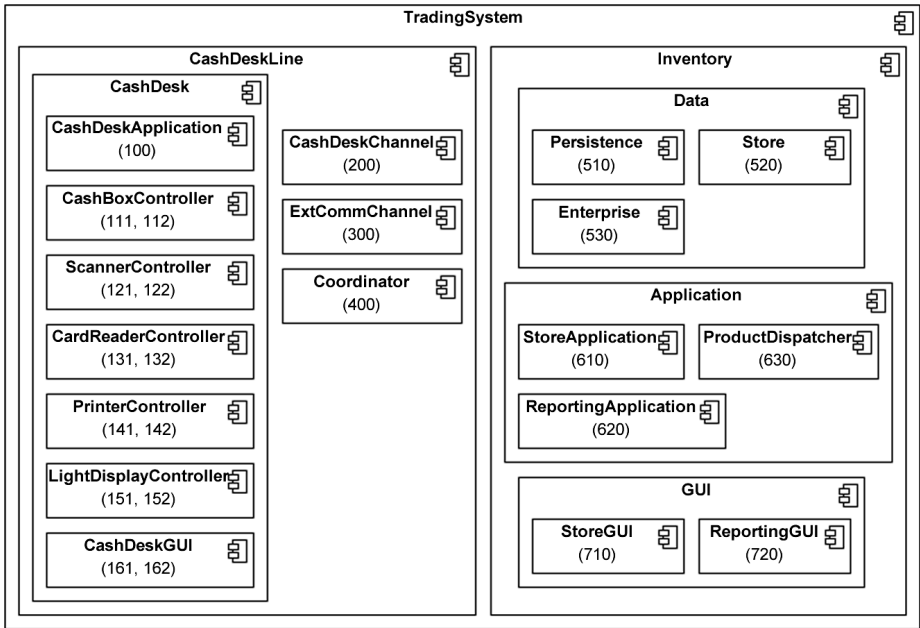 TradingSystem
CashDeskLine
CashDesk
CashDeskApplication
(100)
CashBoxController
(111, 112)
ScannerController
(121, 122)
CardReaderController
(131, 132)
PrinterController
(141, 142)
LightDisplayController
(151, 152)
CashDeskGUI
(161, 162)
CashDeskChannel
(200)
ExtCommChannel
(300)
Coordinator
(400)
Inventory
Data
Persistence
(510)
Store
(520)
Enterprise
(530)
Application
StoreApplication
(610)
ProductDispatcher
(630)
ReportingApplication
(620)
GUI
StoreGUI
(710)
ReportingGUI
(720)